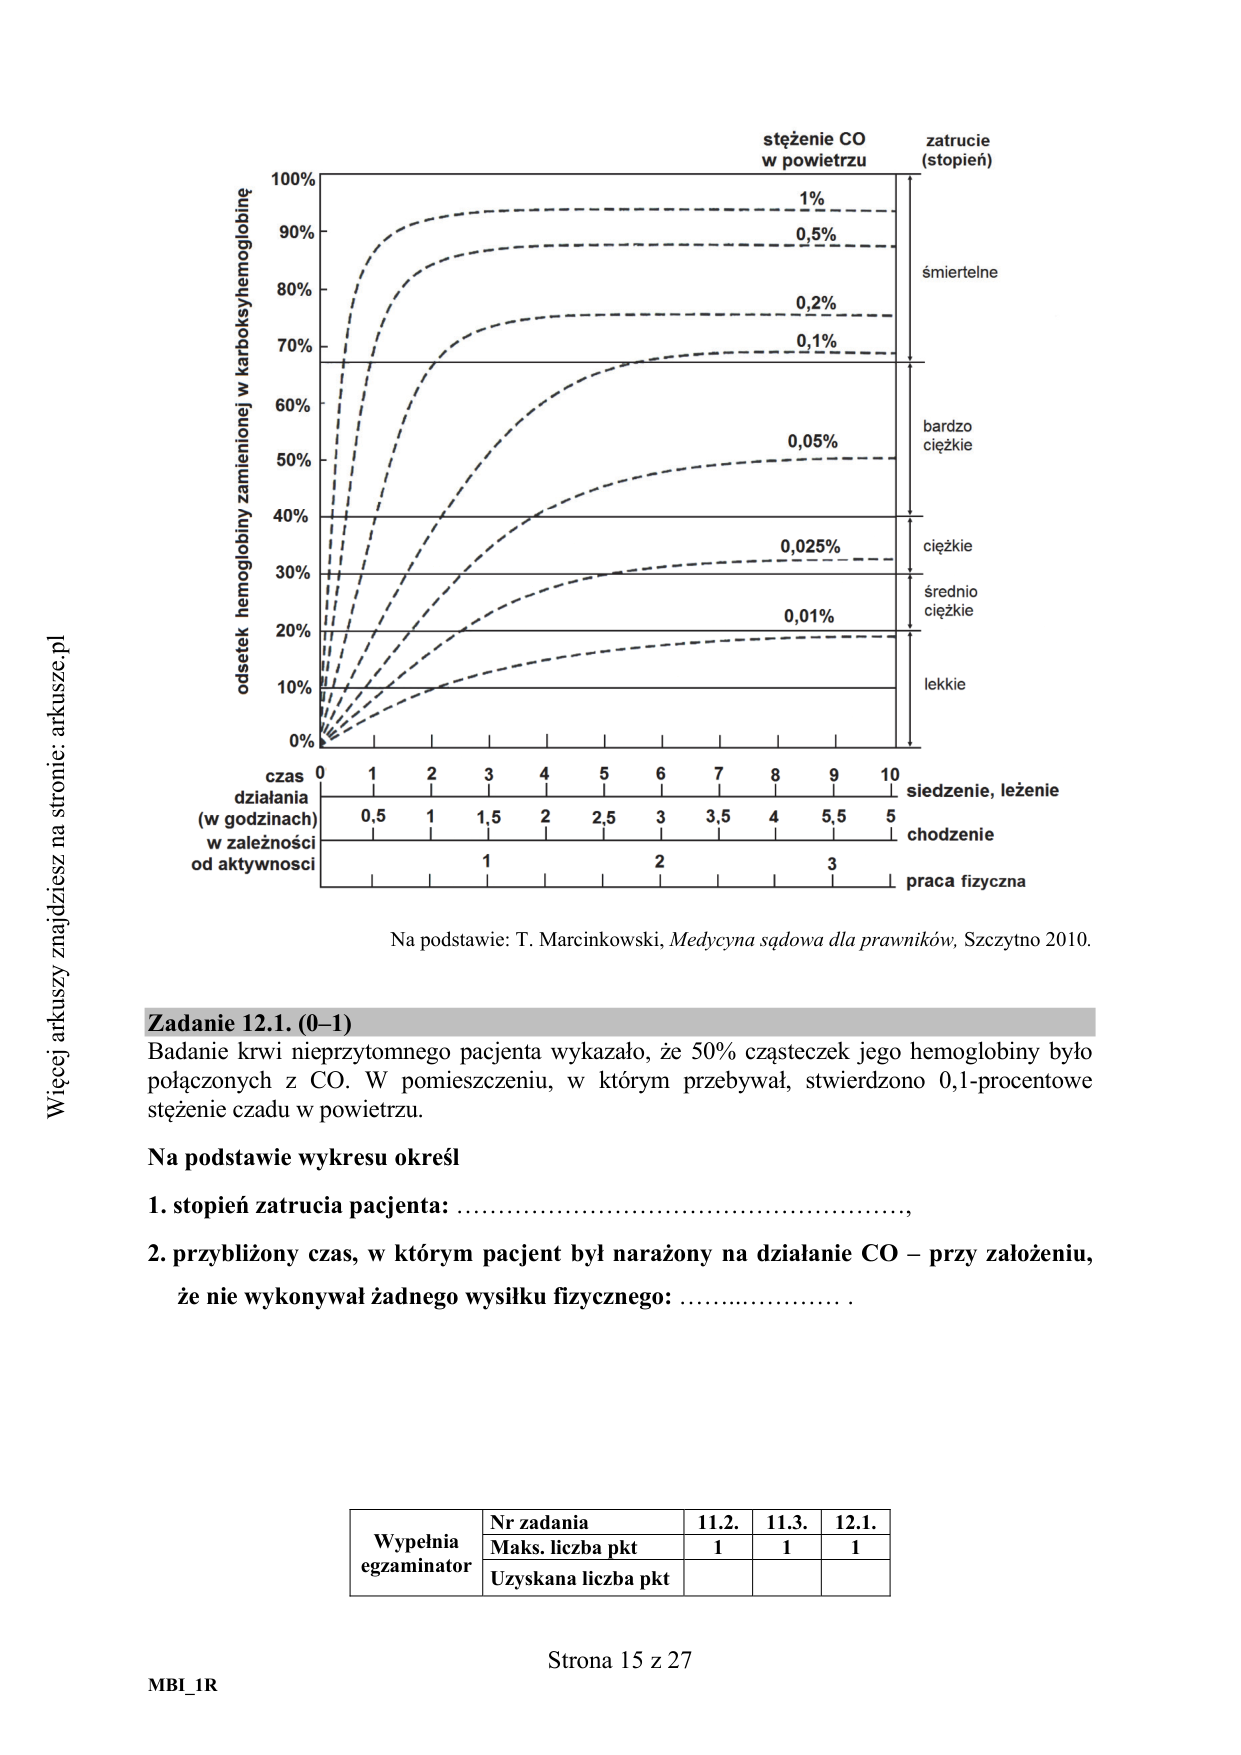 stężenie CO
w powietrzu
zatrucie
(stopień)
100%
90%
80%
70%
60%
50%
40%
30%
20%
10%
0%
odsetek hemoglobiny zamienionej w karboksyhemoglobinę
1%
0,5%
0,2%
0,1%
0,05%
0,025%
0,01%
śmiertelne
bardzo
ciężkie
ciężkie
średnio
ciężkie
lekkie
czas
działania
(w godzinach)
w zależności
od aktywnosci
0 1 2 3 4 5 6 7 8 9 10
siedzenie, leżenie
0,5 1 1,5 2 2,5 3 3,5 4 5,5 5
chodzenie
1 2 3
praca fizyczna
Na podstawie: T. Marcinkowski, Medycyna sądowa dla prawników, Szczytno 2010.
Więcej arkuszy znajdziesz na stronie: arkusze.pl
Zadanie 12.1. (0–1)
Badanie krwi nieprzytomnego pacjenta wykazało, że 50% cząsteczek jego hemoglobiny było
połączonych z CO. W pomieszczeniu, w którym przebywał, stwierdzono 0,1-procentowe
stężenie czadu w powietrzu.
Na podstawie wykresu określ
1. stopień zatrucia pacjenta: ………………………………………………,
2. przybliżony czas, w którym pacjent był narażony na działanie CO – przy założeniu,
że nie wykonywał żadnego wysiłku fizycznego: ……..………… .
Wypełnia
egzaminator
Nr zadania 11.2. 11.3. 12.1.
Maks. liczba pkt 1 1 1
Uzyskana liczba pkt
Strona 15 z 27
MBI_1R